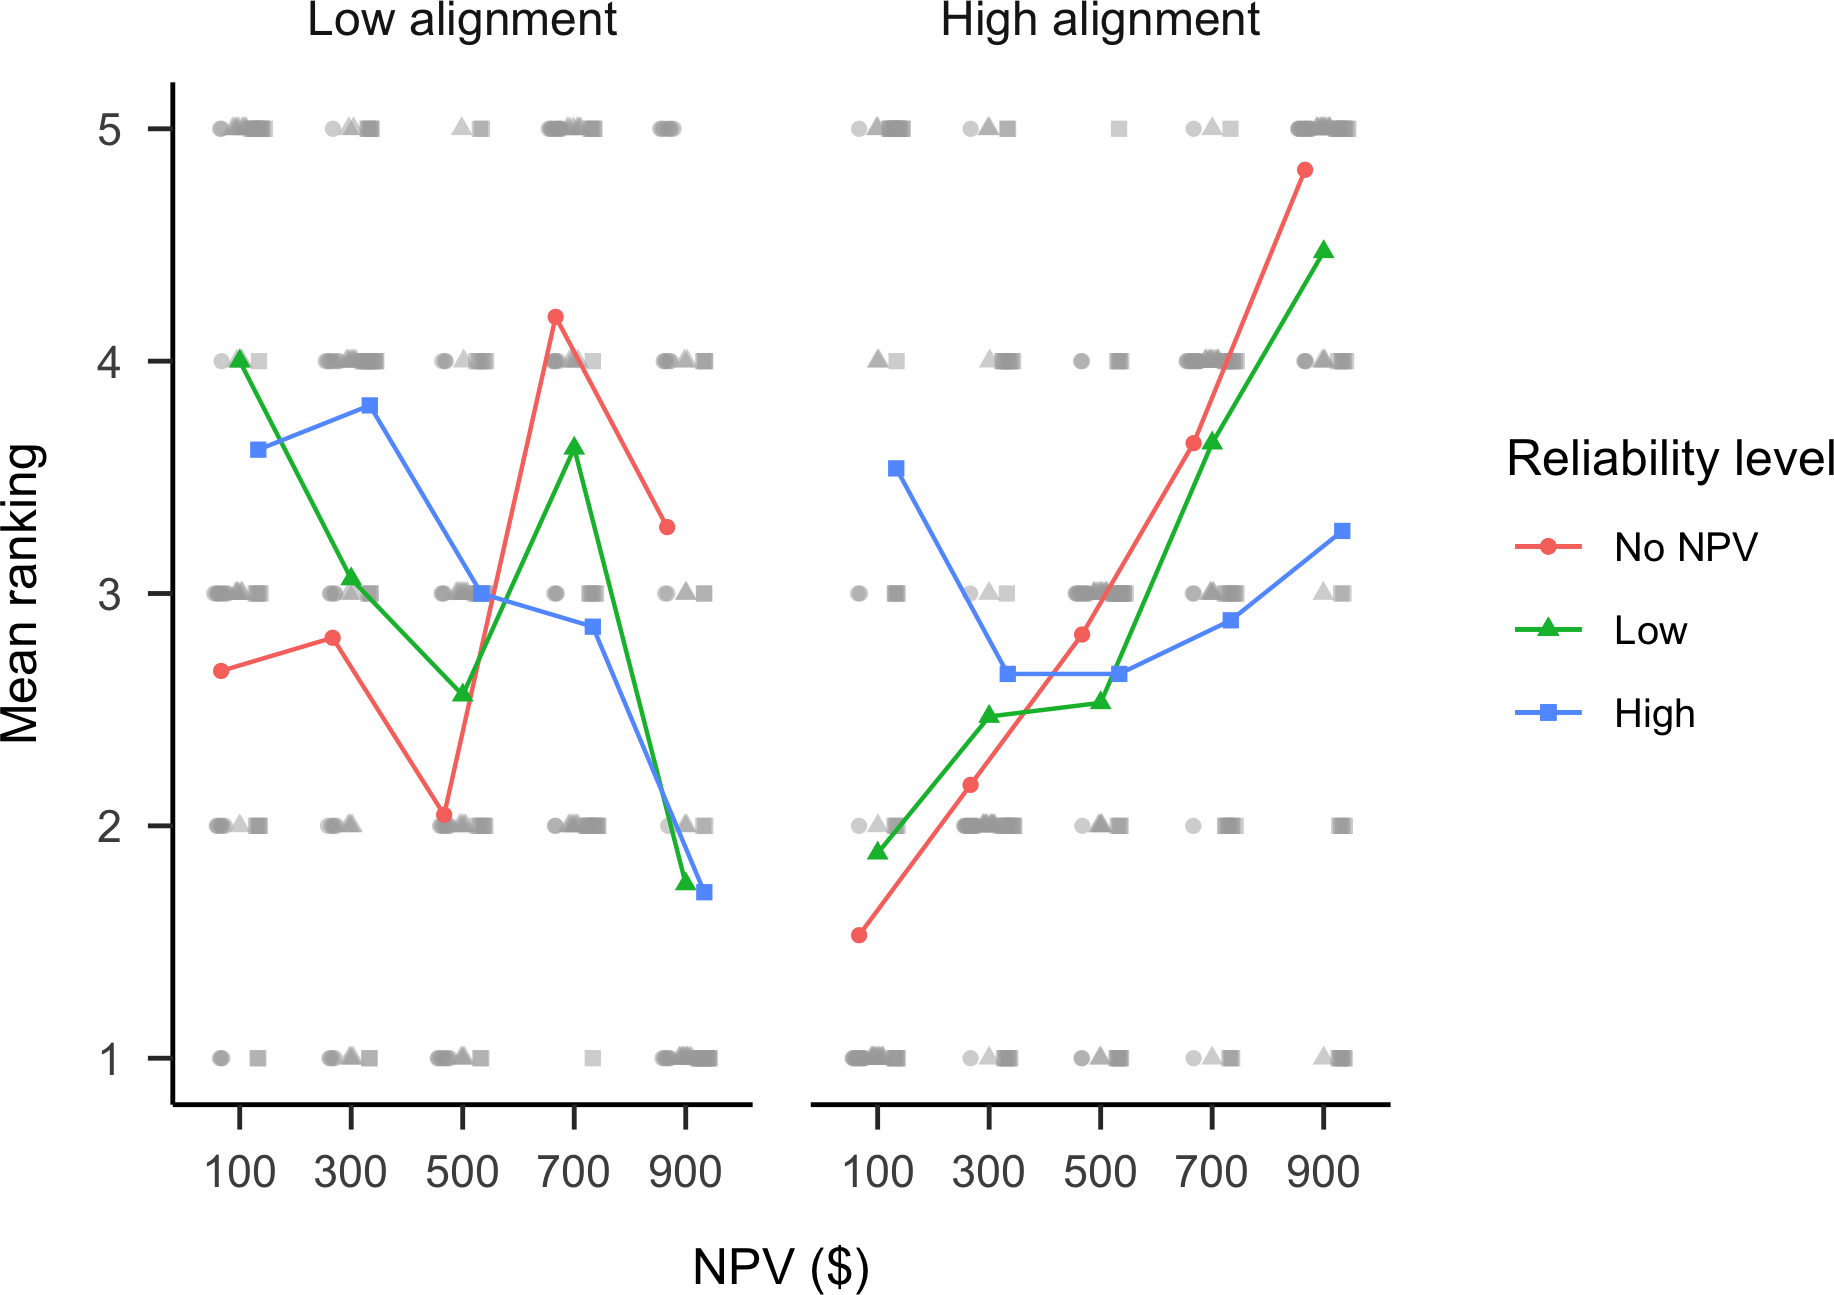 Low alignment
High alignment
Mean ranking
5
4
3
2
1
100 300 500 700 900
100 300 500 700 900
NPV ($)
Reliability level
No NPV
Low
High